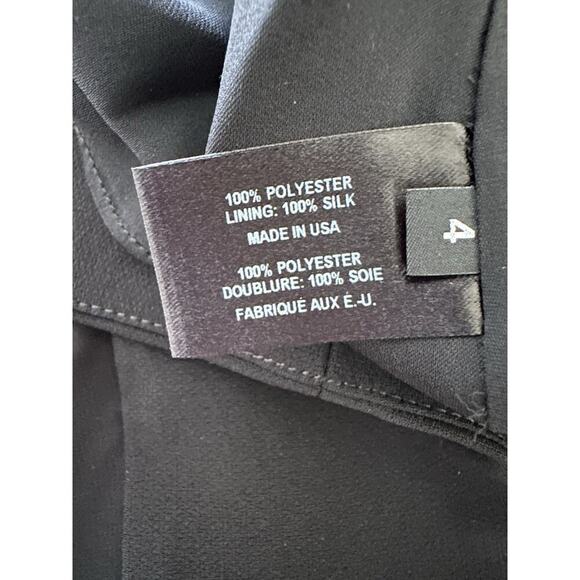 100% POLYESTER
LINING: 100% SILK
MADE IN USA
100% POLYESTER
DOUBLURE: 100% SOIE
FABRIQUÉ AUX É.-U.
4